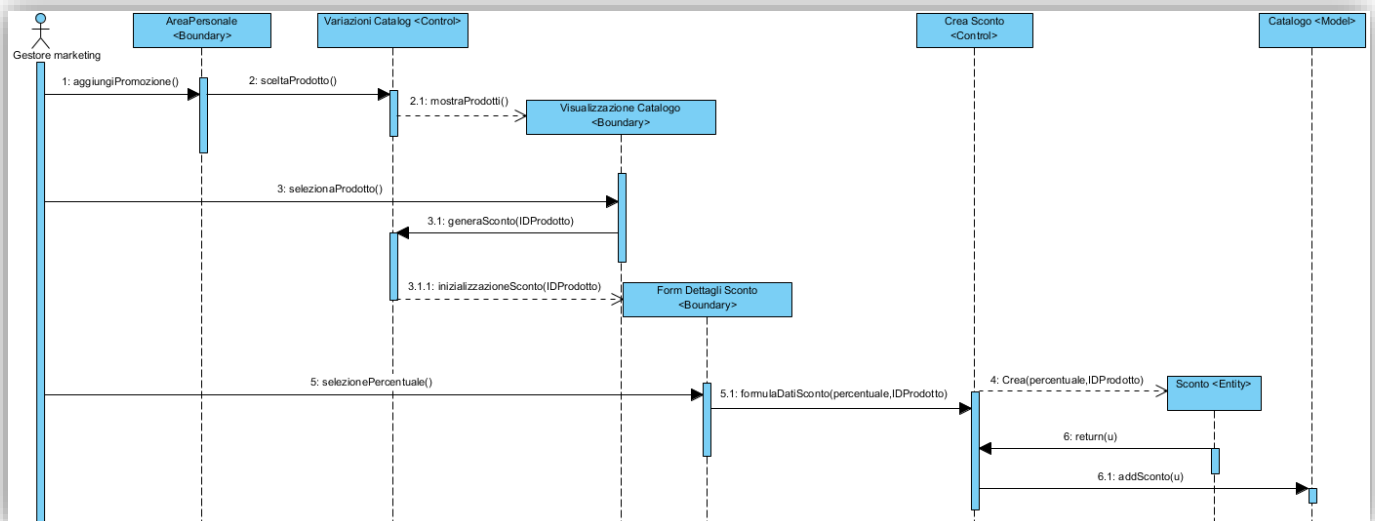 AreaPersonale
<Boundary>
Variazioni Catalog <Control>
Crea Sconto
<Control>
Catalogo <Model>
Gestore marketing
1: aggiungiPromozione()
2: sceltaProdotto()
2.1: mostraProdotti()
Visualizzazione Catalogo
<Boundary>
3: selezionaProdotto()
3.1: generaSconto(IDProdotto)
3.1.1: inizializzazioneSconto(IDProdotto)
Form Dettagli Sconto
<Boundary>
5: selezionePercentuale()
5.1: formulaDatiSconto(percentuale,IDProdotto)
4: Crea(percentuale,IDProdotto)
Sconto <Entity>
6: return(u)
6.1: addSconto(u)